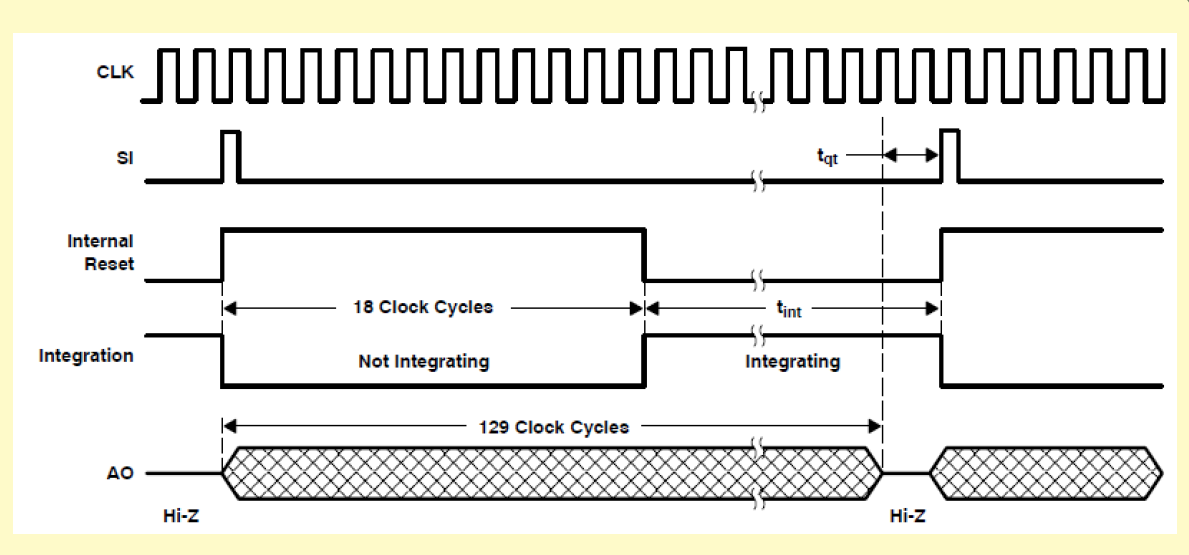 CLK
SI
tqt
Internal
Reset
18 Clock Cycles
tint
Integration
Not Integrating
Integrating
129 Clock Cycles
AO
Hi-Z
Hi-Z